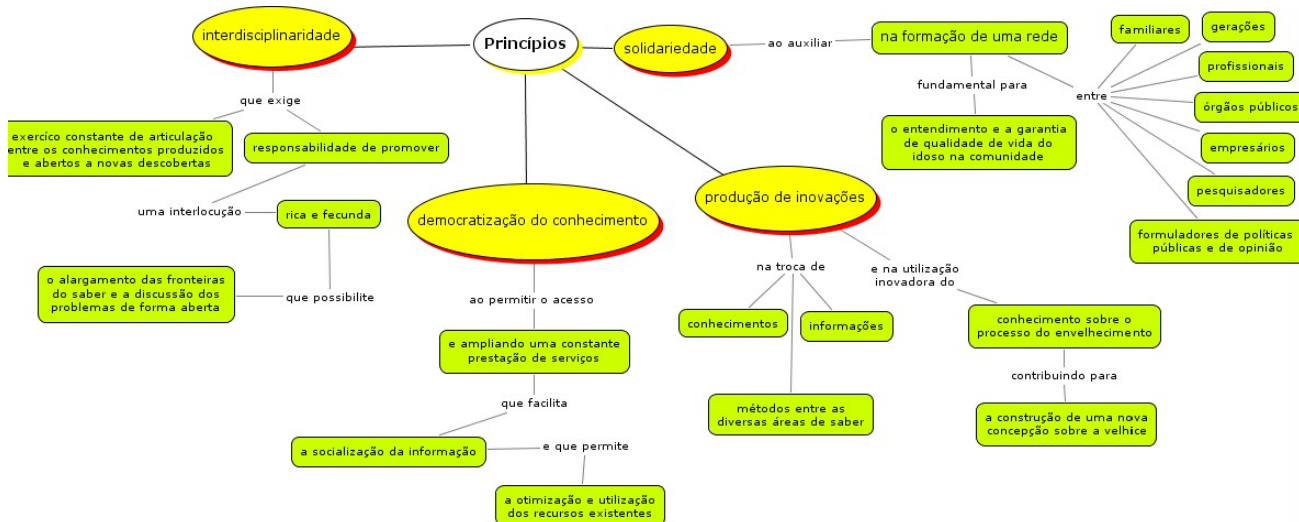 Princípios
interdisciplinaridade
que exige
exercíco constante de articulação
entre os conhecimentos produzidos
e abertos a novas descobertas
responsabilidade de promover
uma interlocução
rica e fecunda
que possibilite
o alargamento das fronteiras
do saber e a discussão dos
problemas de forma aberta
democratização do conhecimento
ao permitir o acesso
e ampliando uma constante
prestação de serviços
que facilita
a socialização da informação
e que permite
a otimização e utilização
dos recursos existentes
produção de inovações
na troca de
conhecimentos
informações
métodos entre as
diversas áreas de saber
e na utilização
inovadora do
conhecimento sobre o
processo do envelhecimento
contribuindo para
a construção de uma nova
concepção sobre a velhice
solidariedade
ao auxiliar
na formação de uma rede
fundamental para
o entendimento e a garantia
de qualidade de vida do
idoso na comunidade
entre
familiares
gerações
profissionais
órgãos públicos
empresários
pesquisadores
formuladores de políticas
públicas e de opinião